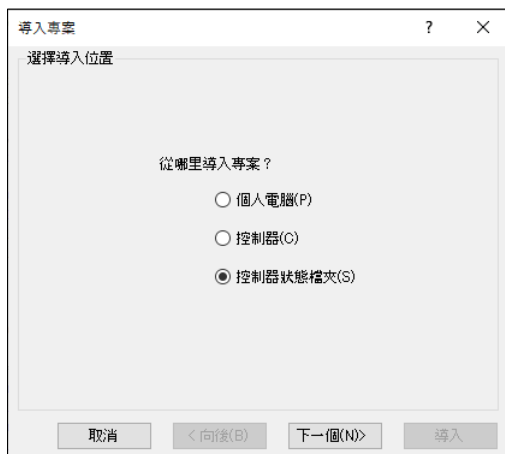 導入專案
?
選擇導入位置
從哪里導入專案？
個人電腦(P)
控制器(C)
控制器狀態檔夾(S)
取消
<向後(B)
下一個(N)>
導入